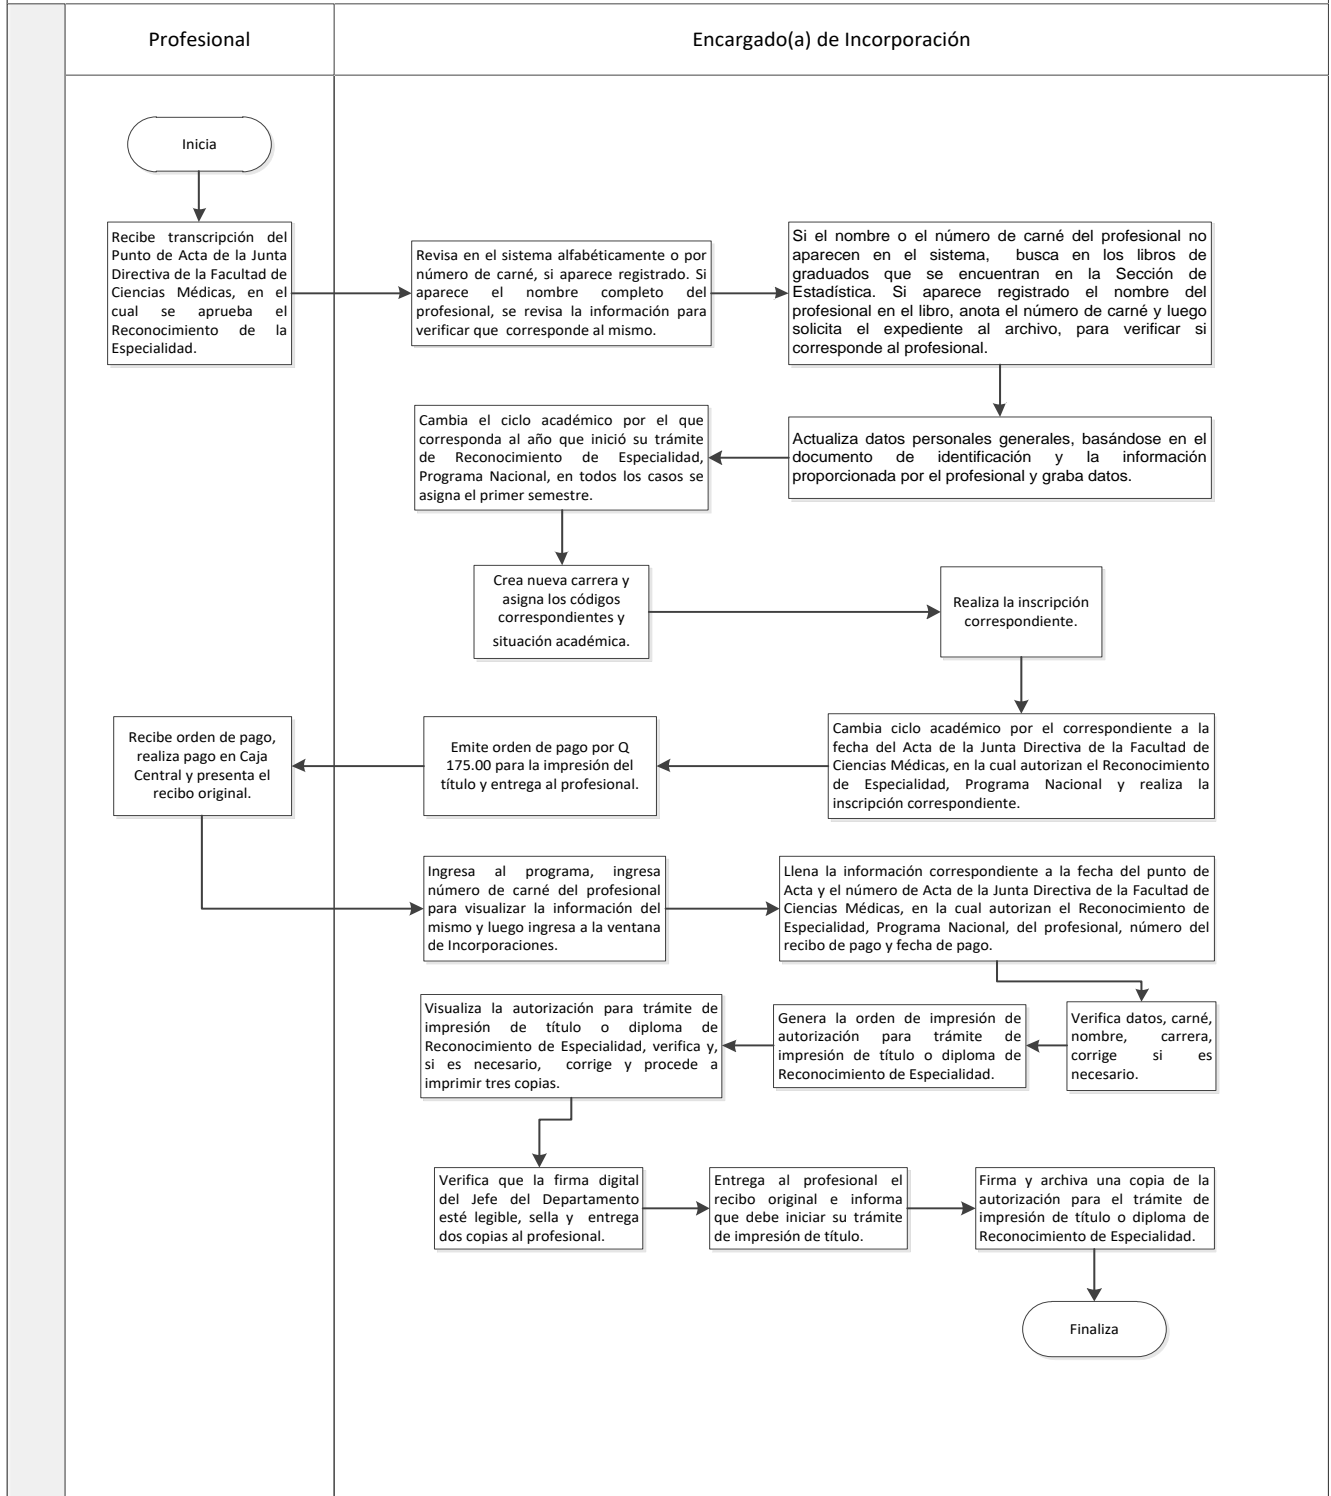 Profesional
Encargado(a) de Incorporación
Inicia
Recibe transcripción del
Punto de Acta de la Junta
Directiva de la Facultad de
Ciencias Médicas, en el
cual se aprueba el
Reconocimiento de la
Especialidad.
Revisa en el sistema alfabéticamente o por
número de carné, si aparece registrado. Si
aparece el nombre completo del
profesional, se revisa la información para
verificar que corresponde al mismo.
Si el nombre o el número de carné del profesional no
aparecen en el sistema, busca en los libros de
graduados que se encuentran en la Sección de
Estadística. Si aparece registrado el nombre del
profesional en el libro, anota el número de carné y luego
solicita el expediente al archivo, para verificar si
corresponde al profesional.
Actualiza datos personales generales, basándose en el
documento de identificación y la información
proporcionada por el profesional y graba datos.
Cambia el ciclo académico por el que
corresponda al año que inició su trámite
de Reconocimiento de Especialidad,
Programa Nacional, en todos los casos se
asigna el primer semestre.
Crea nueva carrera y
asigna los códigos
correspondientes y
situación académica.
Realiza la inscripción
correspondiente.
Cambia ciclo académico por el correspondiente a la
fecha del Acta de la Junta Directiva de la Facultad de
Ciencias Médicas, en la cual autorizan el Reconocimiento
de Especialidad, Programa Nacional y realiza la
inscripción correspondiente.
Emite orden de pago por Q
175.00 para la impresión del
título y entrega al profesional.
Recibe orden de pago,
realiza pago en Caja
Central y presenta el
recibo original.
Ingresa al programa, ingresa
número de carné del profesional
para visualizar la información del
mismo y luego ingresa a la ventana
de Incorporaciones.
Llena la información correspondiente a la fecha del punto de
Acta y el número de Acta de la Junta Directiva de la Facultad de
Ciencias Médicas, en la cual autorizan el Reconocimiento de
Especialidad, Programa Nacional, del profesional, número del
recibo de pago y fecha de pago.
Verifica datos, carné,
nombre, carrera,
corrige si es
necesario.
Genera la orden de impresión de
autorización para trámite de
impresión de título o diploma de
Reconocimiento de Especialidad.
Visualiza la autorización para trámite de
impresión de título o diploma de
Reconocimiento de Especialidad, verifica y,
si es necesario, corrige y procede a
imprimir tres copias.
Verifica que la firma digital
del Jefe del Departamento
esté legible, sella y entrega
dos copias al profesional.
Entrega al profesional el
recibo original e informa
que debe iniciar su trámite
de impresión de título.
Firma y archiva una copia de la
autorización para el trámite de
impresión de título o diploma de
Reconocimiento de Especialidad.
Finaliza